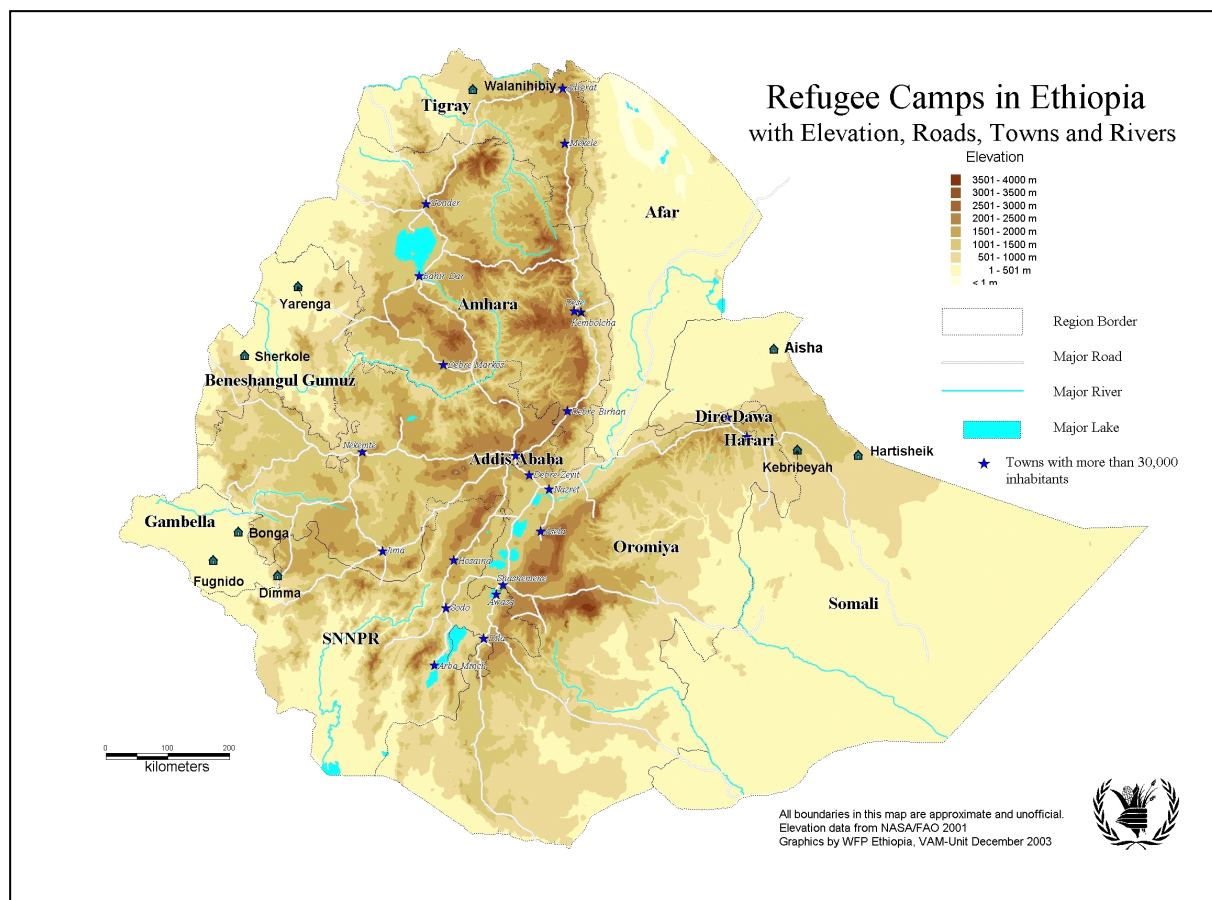 Refugee Camps in Ethiopia
with Elevation, Roads, Towns and Rivers
Elevation
3501 - 4000 m
3001 - 3500 m
2501 - 3000 m
2001 - 2500 m
1501 - 2000 m
1001 - 1500 m
501 - 1000 m
1 - 501 m
< 1 m
Region Border
Major Road
Major River
Major Lake
Towns with more than 30,000
inhabitants
Walanihibiy
Tigray
Mekele
Afar
Gonder
Bahir Dar
Yarenga
Amhara
Kembolcha
Aisha
Sherkole
Debre Markos
Beneshangul Gumuz
Debre Birhan
Dire Dawa
Harari
Nekemte
Addis Ababa
Hartisheik
Kebribeyah
Debre Zeyit
Nazret
Gambella
Bonga
Asela
Oromiya
Jima
Hosaina
Fugnido
Dimma
Shashemene
Awasa
Sodo
Somali
SNNPR
Dila
Arba Minch
0 100 200
kilometers
All boundaries in this map are approximate and unofficial.
Elevation data from NASA/FAO 2001
Graphics by WFP Ethiopia, VAM-Unit December 2003